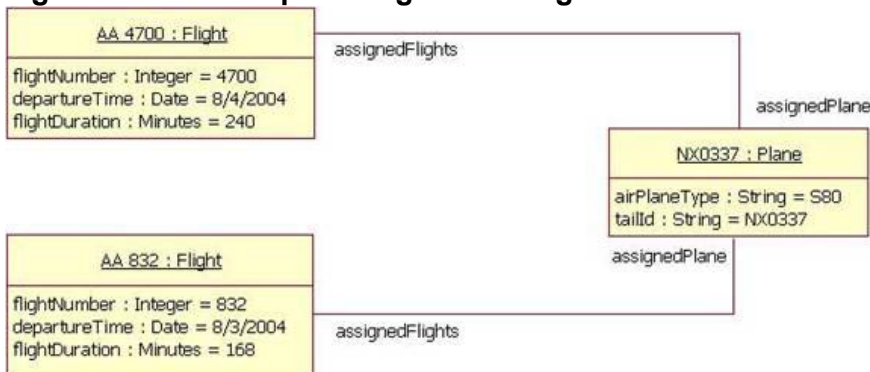 AA 4700 : Flight
flightNumber : Integer = 4700
departureTime : Date = 8/4/2004
flightDuration : Minutes = 240
assignedFlights
assignedPlane
NX0337 : Plane
airPlaneType : String = S80
tailId : String = NX0337
assignedPlane
AA 832 : Flight
flightNumber : Integer = 832
departureTime : Date = 8/3/2004
flightDuration : Minutes = 168
assignedFlights